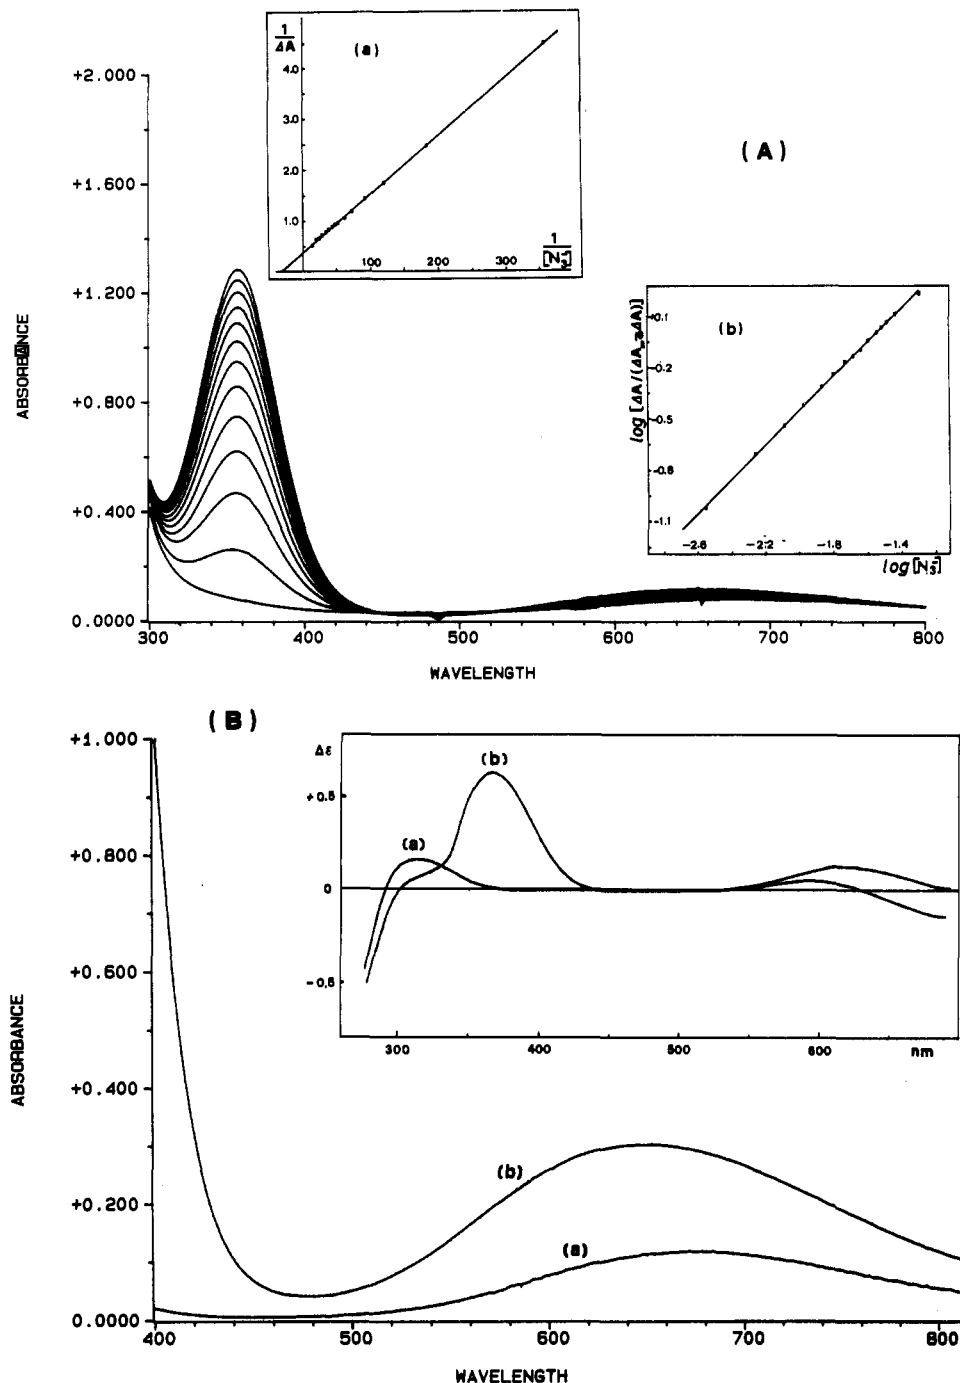 (A)
+2.000
+1.600
+1.200
+0.800
+0.400
0.0000
ABSORBANCE
300 400 500 600 700 800
WAVELENGTH
(a)
1
ΔA
4.0
3.0
2.0
1.0
100 200 300
1
[N₃⁻]
(b)
log [ΔA/(ΔA∞-ΔA)]
+0.1
-0.2
-0.5
-0.8
-1.1
-2.6 -2.2 -1.8 -1.4
log [N₃⁻]
(B)
+1.000
+0.800
+0.600
+0.400
+0.200
0.0000
ABSORBANCE
400 500 600 700 800
WAVELENGTH
(b)
(a)
Δε
+0.5
0
-0.5
(b)
(a)
300 400 500 600 nm